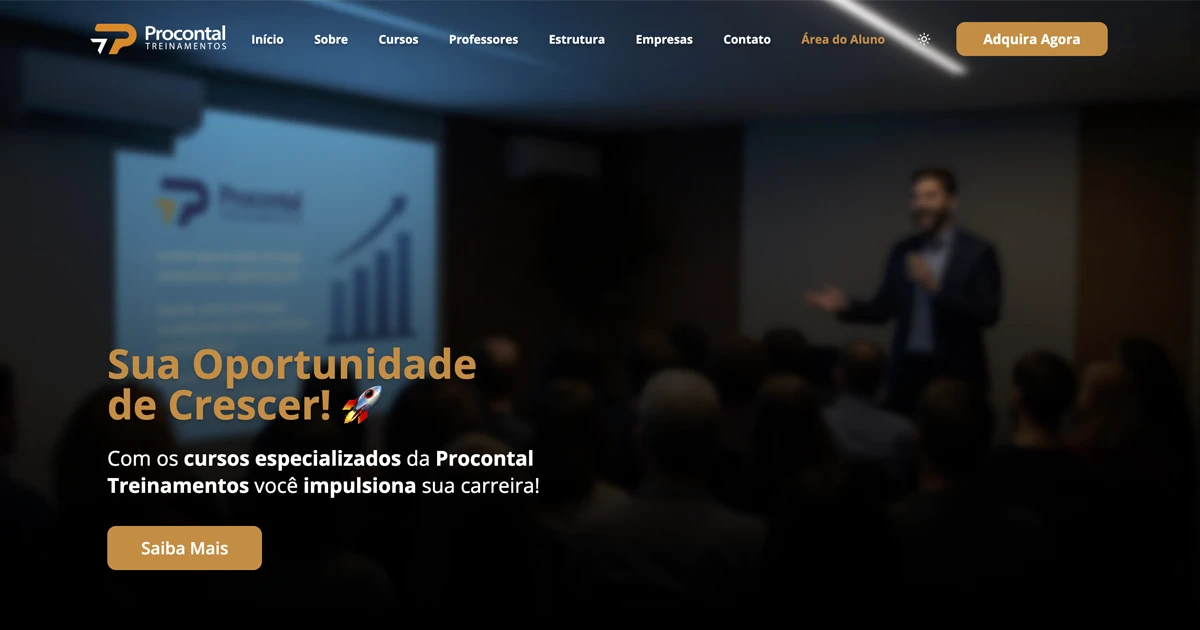 Procontal
TREINAMENTOS
Início
Sobre
Cursos
Professores
Estrutura
Empresas
Contato
Área do Aluno
Adquira Agora
Procontal
Sua Oportunidade
de Crescer! 🚀
Com os cursos especializados da Procontal
Treinamentos você impulsiona sua carreira!
Saiba Mais